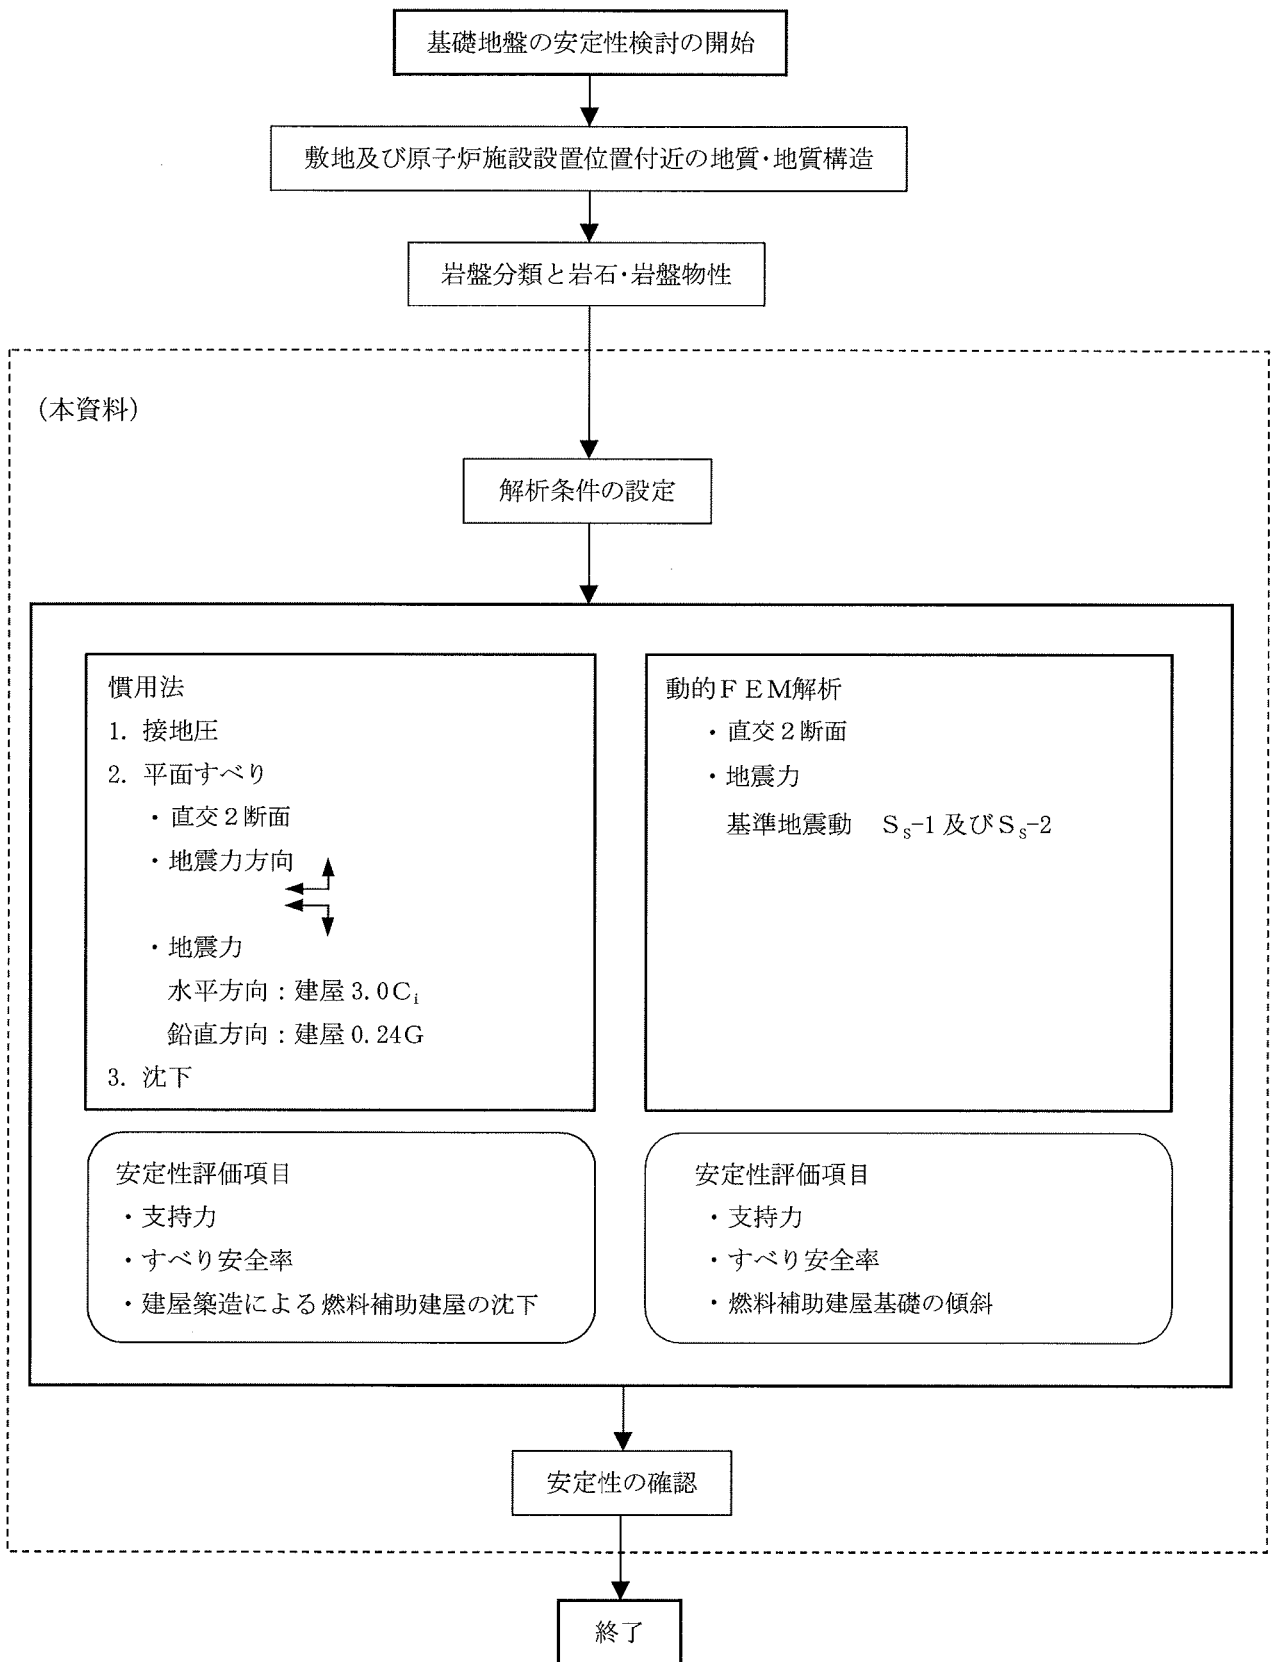 基礎地盤の安定性検討の開始
敷地及び原子炉施設設置位置付近の地質・地質構造
岩盤分類と岩石・岩盤物性
(本資料)
解析条件の設定
慣用法
1. 接地圧
2. 平面すべり
・直交2断面
・地震力方向
・地震力
水平方向：建屋 3.0Cᵢ
鉛直方向：建屋 0.24G
3. 沈下
動的FEM解析
・直交2断面
・地震力
基準地震動 Sₛ-1 及びSₛ-2
安定性評価項目
・支持力
・すべり安全率
・建屋築造による燃料補助建屋の沈下
安定性評価項目
・支持力
・すべり安全率
・燃料補助建屋基礎の傾斜
安定性の確認
終了